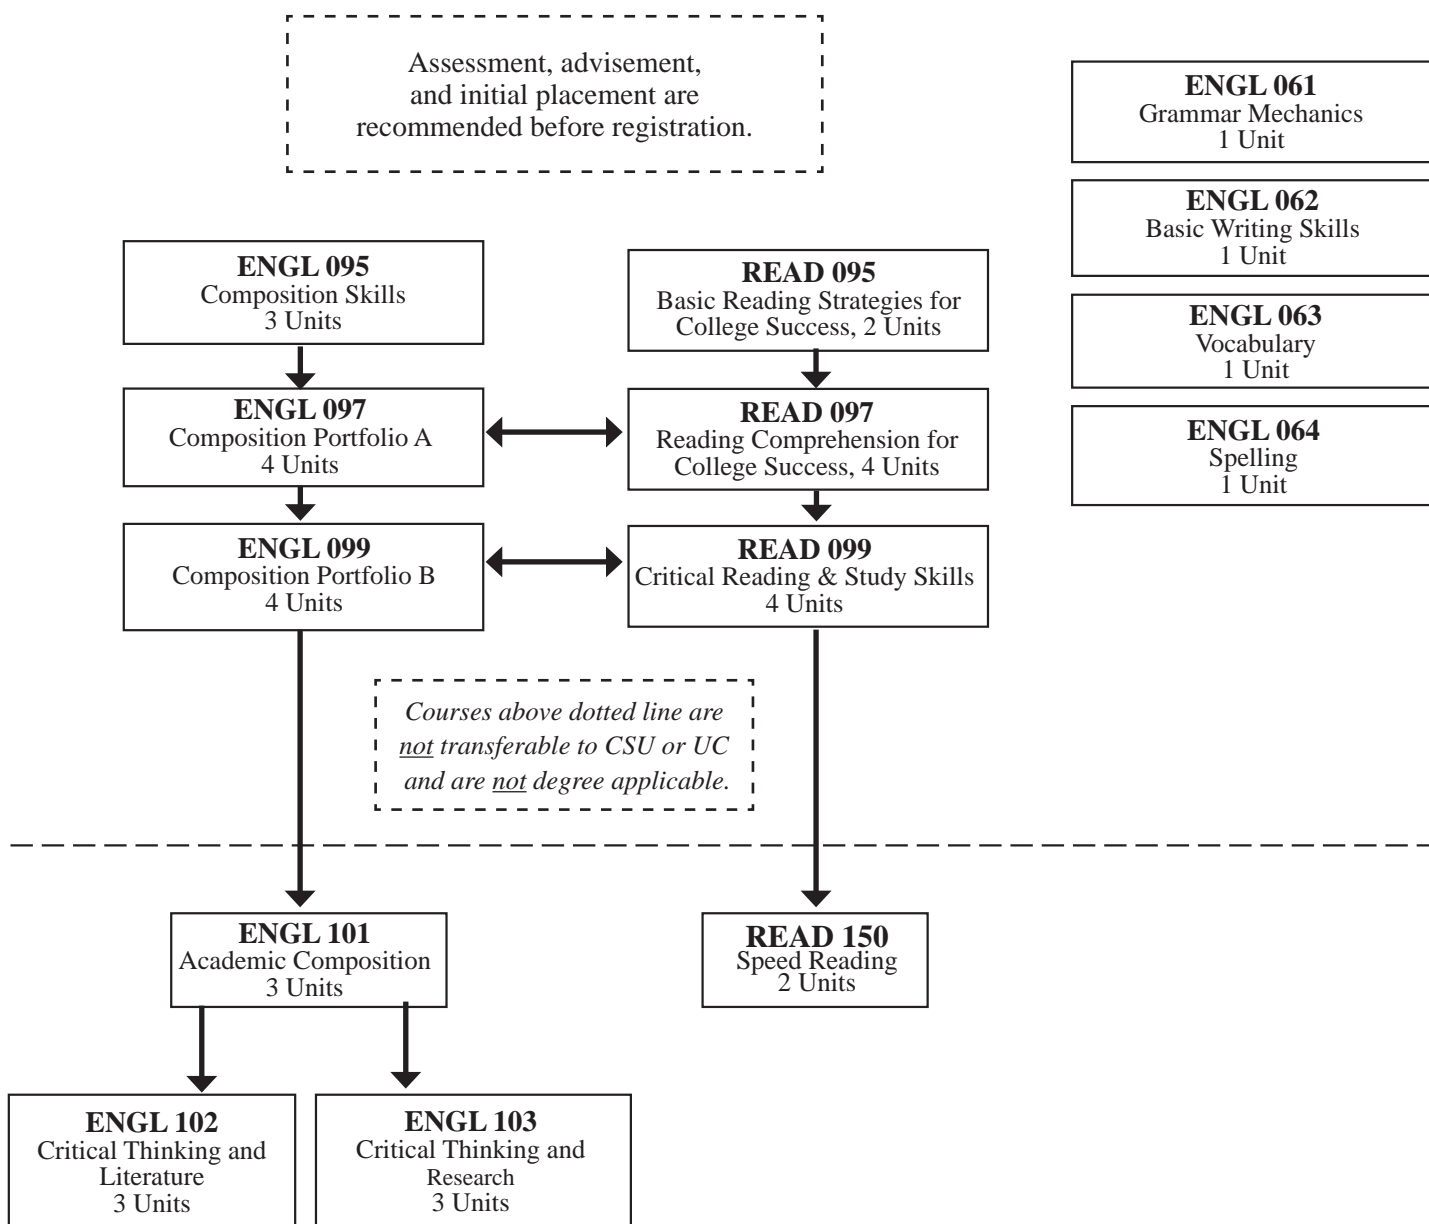 Assessment, advisement,
and initial placement are
recommended before registration.
ENGL 061
Grammar Mechanics
1 Unit
ENGL 062
Basic Writing Skills
1 Unit
ENGL 063
Vocabulary
1 Unit
ENGL 064
Spelling
1 Unit
ENGL 095
Composition Skills
3 Units
READ 095
Basic Reading Strategies for
College Success, 2 Units
ENGL 097
Composition Portfolio A
4 Units
READ 097
Reading Comprehension for
College Success, 4 Units
ENGL 099
Composition Portfolio B
4 Units
READ 099
Critical Reading & Study Skills
4 Units
Courses above dotted line are
not transferable to CSU or UC
and are not degree applicable.
ENGL 101
Academic Composition
3 Units
READ 150
Speed Reading
2 Units
ENGL 102
Critical Thinking and
Literature
3 Units
ENGL 103
Critical Thinking and
Research
3 Units